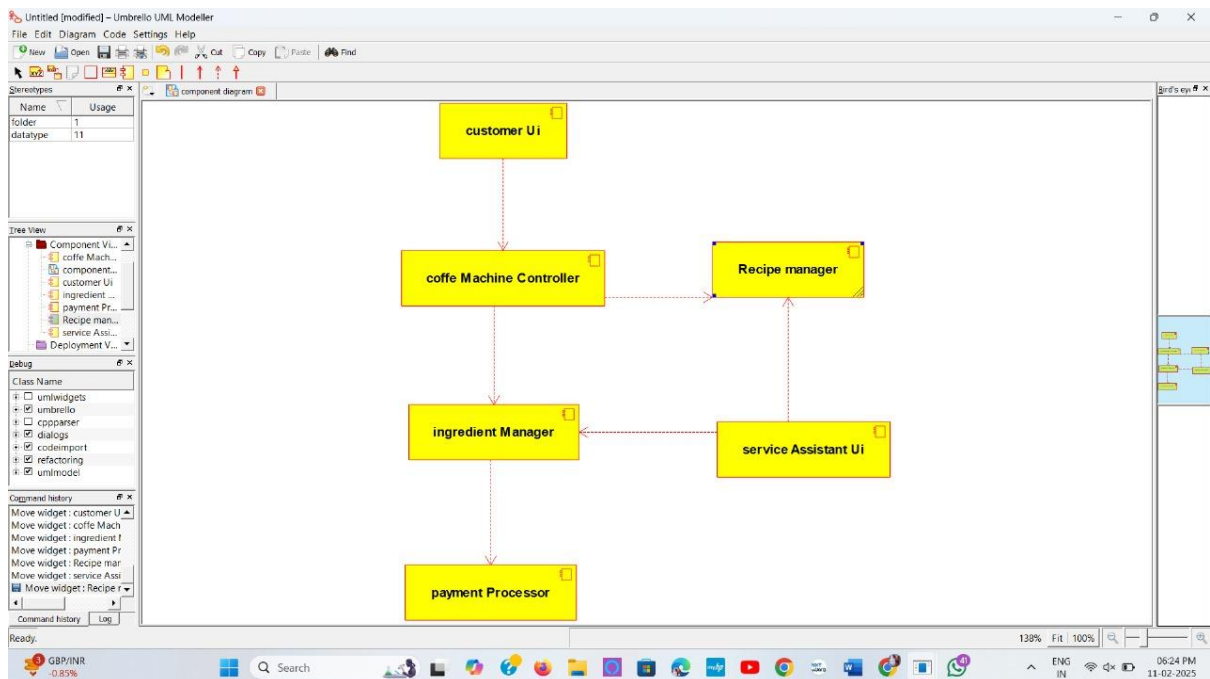 Untitled [modified] – Umbrello UML Modeller
File Edit Diagram Code Settings Help
New Open Cut Copy Paste Find
Stereotypes
Name Usage
folder 1
datatype 11
component diagram
Bird's eye
customer Ui
coffe Machine Controller
Recipe manager
ingredient Manager
service Assistant Ui
payment Processor
Tree View
Component Vi...
coffe Mach...
component...
customer Ui
ingredient ...
payment Pr...
Recipe man...
service Assi...
Deployment V...
Debug
Class Name
umlwidgets
umbrello
cppparser
dialogs
codeimport
refactoring
umlmodel
Command history
Move widget : customer U
Move widget : coffe Mach
Move widget : ingredient
Move widget : payment Pr
Move widget : Recipe mar
Move widget : service Assi
Move widget : Recipe r
Command history Log
Ready.
138% Fit 100%
GBP/INR
-0.85%
Search
ENG
IN
06:24 PM
11-02-2025